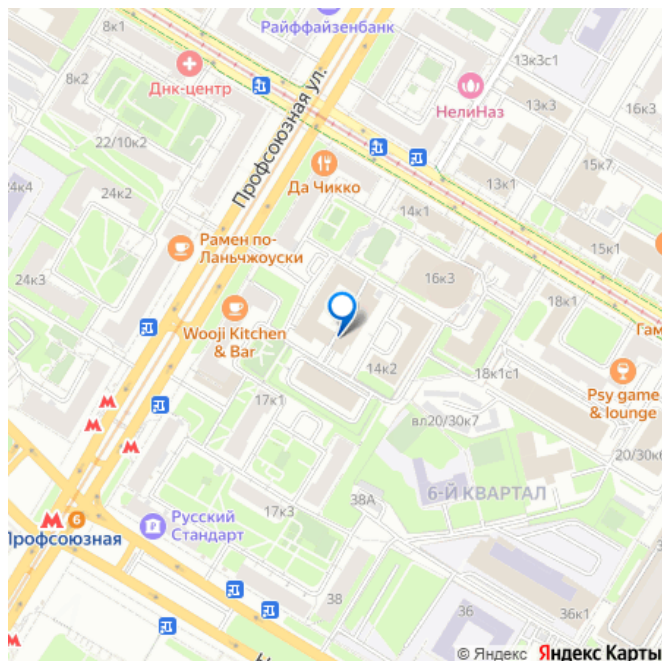 Райффайзенбанк
8к1
13к3с1
8к2
Днк-центр
НелиНаз
13к3
16к3
Профсоюзная ул.
22/10к2
15к7
24к4
24к2
Да Чикко
13к1
14к1
Рамен по-
Ланьчжоуски
15к1
24к3
16к3
18к1
Wooji Kitchen
& Bar
Гам
14к2
18к1с1
Psy game
& lounge
17к1
вл20/30к7
20/30к6
38А
6-Й КВАРТАЛ
17к3
М 6
Профсоюзная
Русский
Стандарт
38
36
36к1
© Яндекс Яндекс Карты